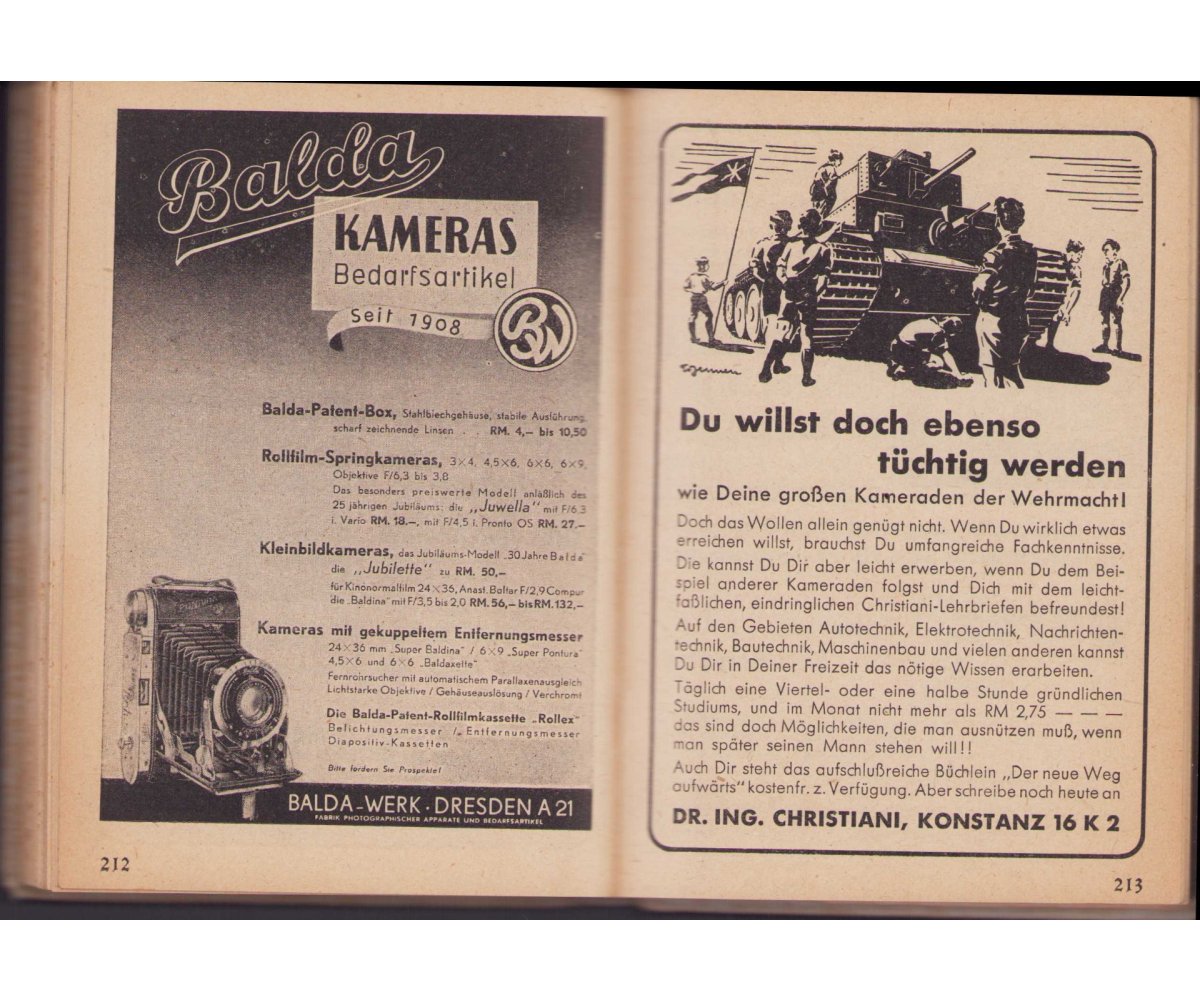 Balda
KAMERAS
Bedarfsartikel
Seit 1908
BW
Balda-Patent-Box, Stahlblechgehäuse, stabile Ausführung,
scharf zeichnende Linsen . . RM. 4,– bis 10,50
Rollfilm-Springkameras, 3×4, 4,5×6, 6×6, 6×9,
Objektive F/6,3 bis 3,8
Das besonders preiswerte Modell anläßlich des
25 jährigen Jubiläums: die „Juwella" mit F/6,3
i. Vario RM. 18.–, mit F/4,5 i. Pronto OS RM. 27.–
Kleinbildkameras, das Jubiläums-Modell „30 Jahre Balda"
die „Jubilette" zu RM. 50,–
für Kinonormalfilm 24×36, Anast. Baltar F/2,9 Compur
die „Baldina" mit F/3,5 bis 2,0 RM. 56,– bis RM. 132,–
Kameras mit gekuppeltem Entfernungsmesser
24×36 mm „Super Baldina" / 6×9 „Super Pontura"
4,5×6 und 6×6 „Baldaxette"
Fernrohrsucher mit automatischem Parallaxenausgleich
Lichtstarke Objektive / Gehäuseauslösung / Verchromt
Die Balda-Patent-Rollfilmkassette „Rollex"
Belichtungsmesser / Entfernungsmesser
Diapositiv-Kassetten
Bitte fordern Sie Prospekte!
BALDA-WERK · DRESDEN A 21
FABRIK PHOTOGRAPHISCHER APPARATE UND BEDARFSARTIKEL
212
Du willst doch ebenso
tüchtig werden
wie Deine großen Kameraden der Wehrmacht!
Doch das Wollen allein genügt nicht. Wenn Du wirklich etwas
erreichen willst, brauchst Du umfangreiche Fachkenntnisse.
Die kannst Du Dir aber leicht erwerben, wenn Du dem Bei-
spiel anderer Kameraden folgst und Dich mit dem leicht-
faßlichen, eindringlichen Christiani-Lehrbriefen befreundest!
Auf den Gebieten Autotechnik, Elektrotechnik, Nachrichten-
technik, Bautechnik, Maschinenbau und vielen anderen kannst
Du Dir in Deiner Freizeit das nötige Wissen erarbeiten.
Täglich eine Viertel- oder eine halbe Stunde gründlichen
Studiums, und im Monat nicht mehr als RM 2,75 — — —
das sind doch Möglichkeiten, die man ausnützen muß, wenn
man später seinen Mann stehen will!!
Auch Dir steht das aufschlußreiche Büchlein „Der neue Weg
aufwärts" kostenfr. z. Verfügung. Aber schreibe noch heute an
DR. ING. CHRISTIANI, KONSTANZ 16 K 2
213